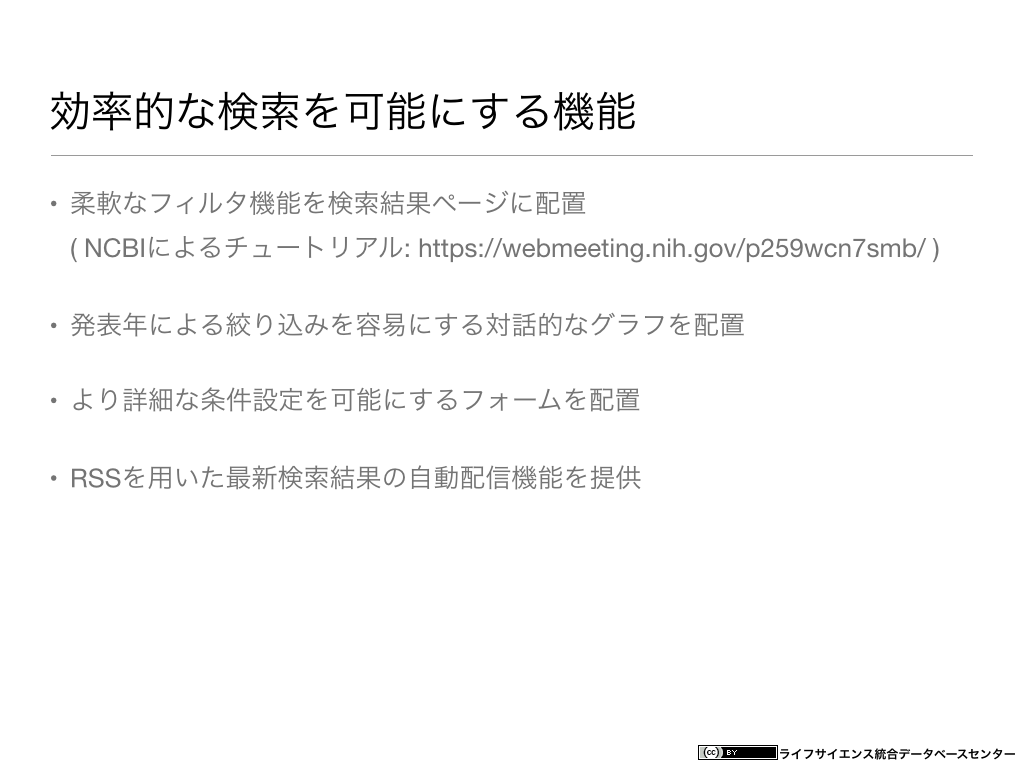 効率的な検索を可能にする機能
• 柔軟なフィルタ機能を検索結果ページに配置
( NCBIによるチュートリアル: https://webmeeting.nih.gov/p259wcn7smb/ )
• 発表年による絞り込みを容易にする対話的なグラフを配置
• より詳細な条件設定を可能にするフォームを配置
• RSSを用いた最新検索結果の自動配信機能を提供
(cc) BY ライフサイエンス統合データベースセンター